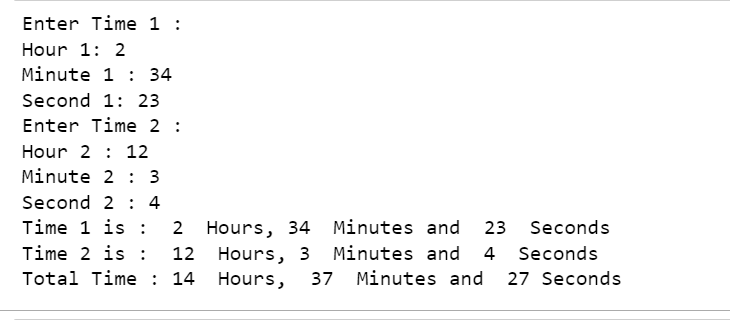 Enter Time 1 :
Hour 1: 2
Minute 1 : 34
Second 1: 23
Enter Time 2 :
Hour 2 : 12
Minute 2 : 3
Second 2 : 4
Time 1 is :  2  Hours, 34  Minutes and  23  Seconds
Time 2 is :  12  Hours, 3  Minutes and  4  Seconds
Total Time : 14  Hours,  37  Minutes and  27 Seconds